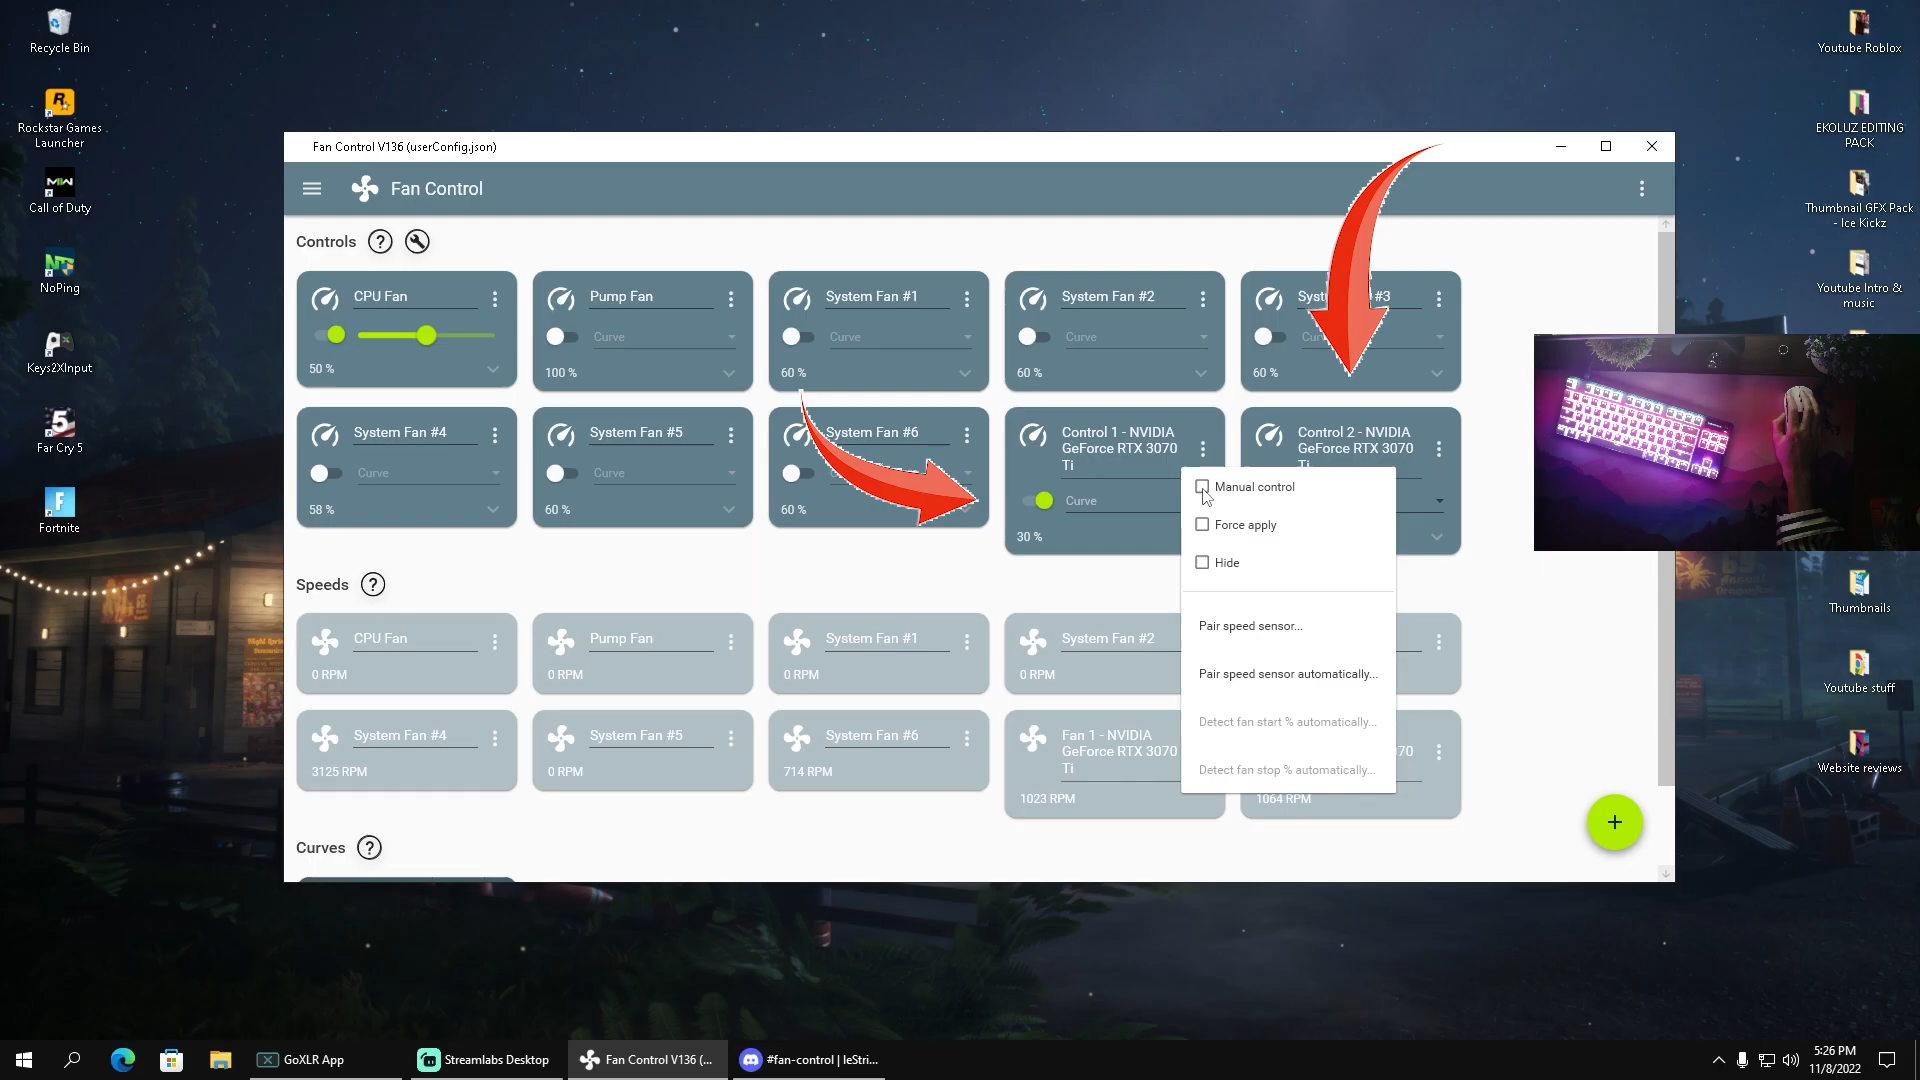 Recycle Bin
Rockstar Games
Launcher
Call of Duty
NoPing
Keys2XInput
Far Cry 5
Fortnite
Youtube Roblox
EKOLUZ EDITING
PACK
Thumbnail GFX Pack
- Ice Kickz
Youtube Intro &
music
Thumbnails
Youtube stuff
Website reviews
Fan Control V136 (userConfig.json)
Fan Control
Controls
CPU Fan
50 %
Pump Fan
Curve
100 %
System Fan #1
Curve
60 %
System Fan #2
Curve
60 %
#3
60 %
System Fan #4
Curve
58 %
System Fan #5
Curve
60 %
System Fan #6
60 %
Control 1 - NVIDIA
GeForce RTX 3070
Ti
Curve
30 %
Control 2 - NVIDIA
GeForce RTX 3070
Ti
Manual control
Force apply
Hide
Pair speed sensor...
Pair speed sensor automatically...
Detect fan start % automatically...
Detect fan stop % automatically...
Speeds
CPU Fan
0 RPM
Pump Fan
0 RPM
System Fan #1
0 RPM
System Fan #2
0 RPM
System Fan #4
3125 RPM
System Fan #5
0 RPM
System Fan #6
714 RPM
Fan 1 - NVIDIA
GeForce RTX 3070
Ti
1023 RPM
70
1064 RPM
Curves
GoXLR App
Streamlabs Desktop
Fan Control V136 (...
#fan-control | leStri...
5:26 PM
11/8/2022